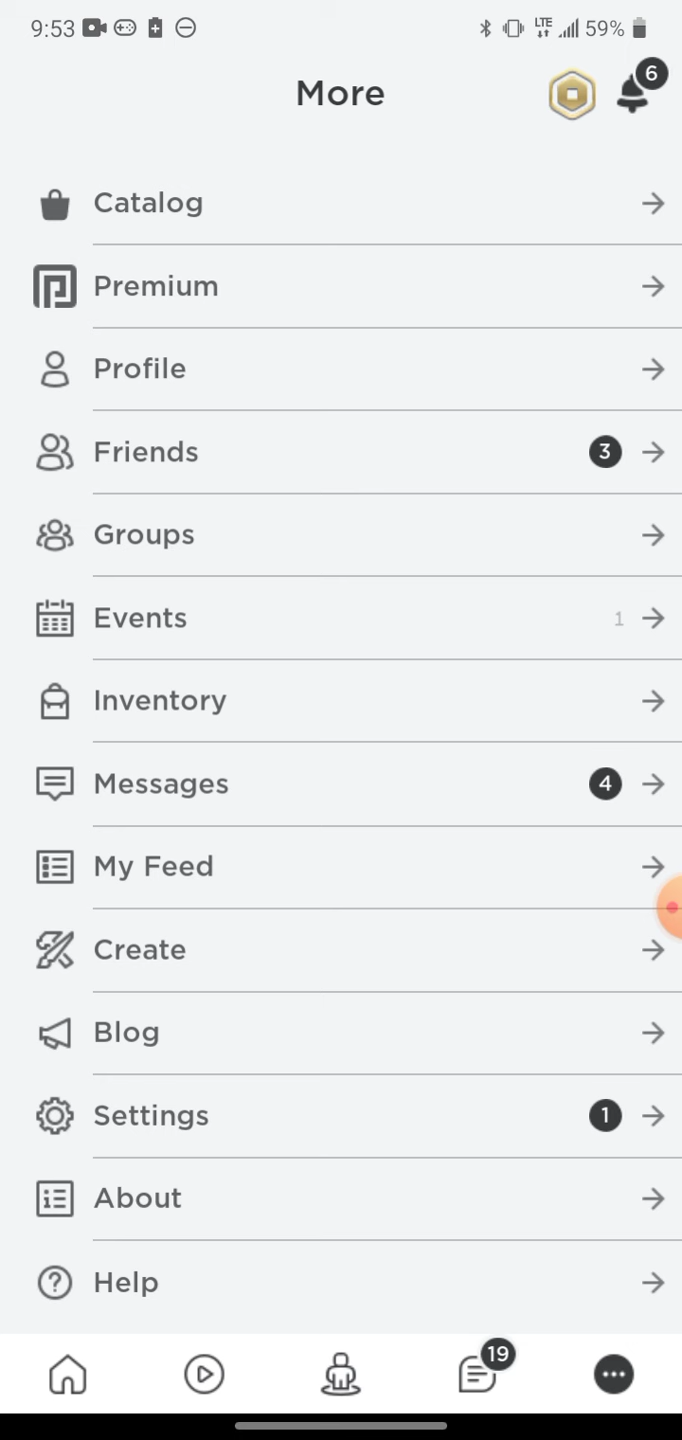 9:53 LTE 59%
More 6
Catalog
Premium
Profile
Friends 3
Groups
Events 1
Inventory
Messages 4
My Feed
Create
Blog
Settings 1
About
Help
19